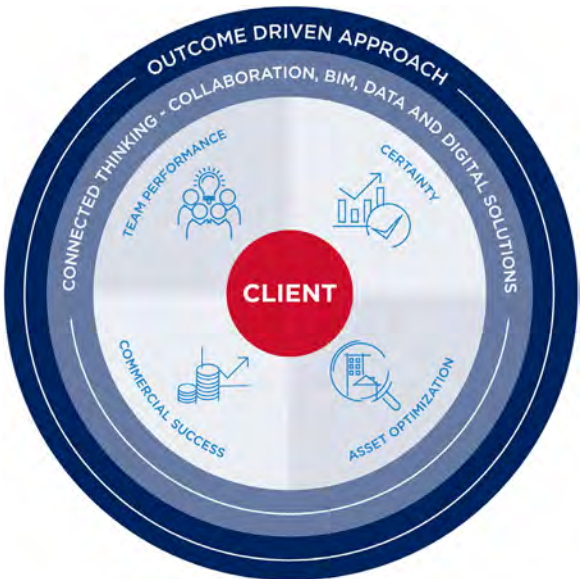 OUTCOME DRIVEN APPROACH
CONNECTED THINKING - COLLABORATION, BIM, DATA AND DIGITAL SOLUTIONS
TEAM PERFORMANCE
CERTAINTY
CLIENT
COMMERCIAL SUCCESS
ASSET OPTIMIZATION